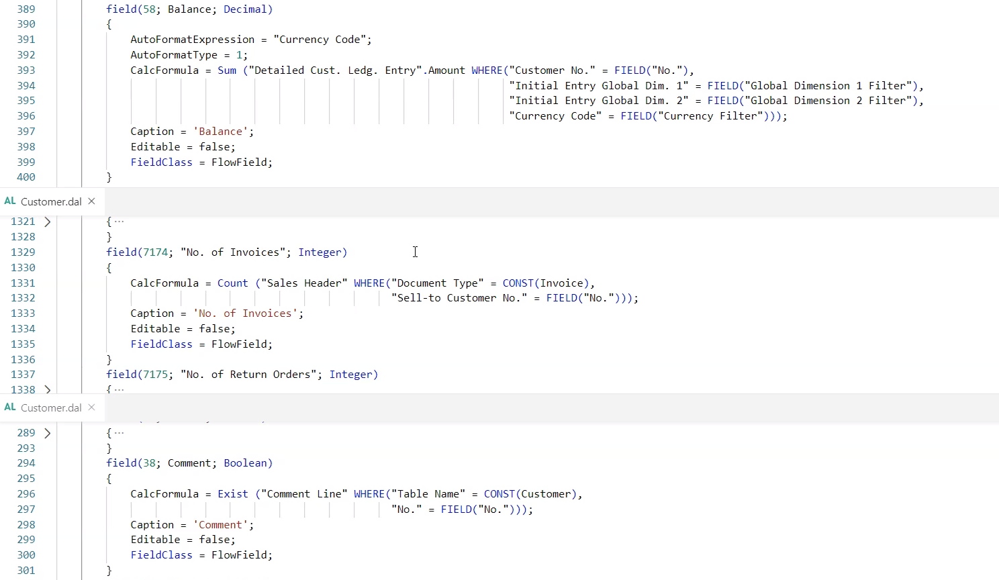 389 field(58; Balance; Decimal)
390 {
391 AutoFormatExpression = "Currency Code";
392 AutoFormatType = 1;
393 CalcFormula = Sum ("Detailed Cust. Ledg. Entry".Amount WHERE("Customer No." = FIELD("No."),
394 "Initial Entry Global Dim. 1" = FIELD("Global Dimension 1 Filter"),
395 "Initial Entry Global Dim. 2" = FIELD("Global Dimension 2 Filter"),
396 "Currency Code" = FIELD("Currency Filter")));
397 Caption = 'Balance';
398 Editable = false;
399 FieldClass = FlowField;
400 }
AL Customer.dal ×
1321 > { ···
1328 }
1329 field(7174; "No. of Invoices"; Integer)
1330 {
1331 CalcFormula = Count ("Sales Header" WHERE("Document Type" = CONST(Invoice),
1332 "Sell-to Customer No." = FIELD("No.")));
1333 Caption = 'No. of Invoices';
1334 Editable = false;
1335 FieldClass = FlowField;
1336 }
1337 field(7175; "No. of Return Orders"; Integer)
1338 > { ···
AL Customer.dal ×
289 > { ···
293 }
294 field(38; Comment; Boolean)
295 {
296 CalcFormula = Exist ("Comment Line" WHERE("Table Name" = CONST(Customer),
297 "No." = FIELD("No.")));
298 Caption = 'Comment';
299 Editable = false;
300 FieldClass = FlowField;
301 }